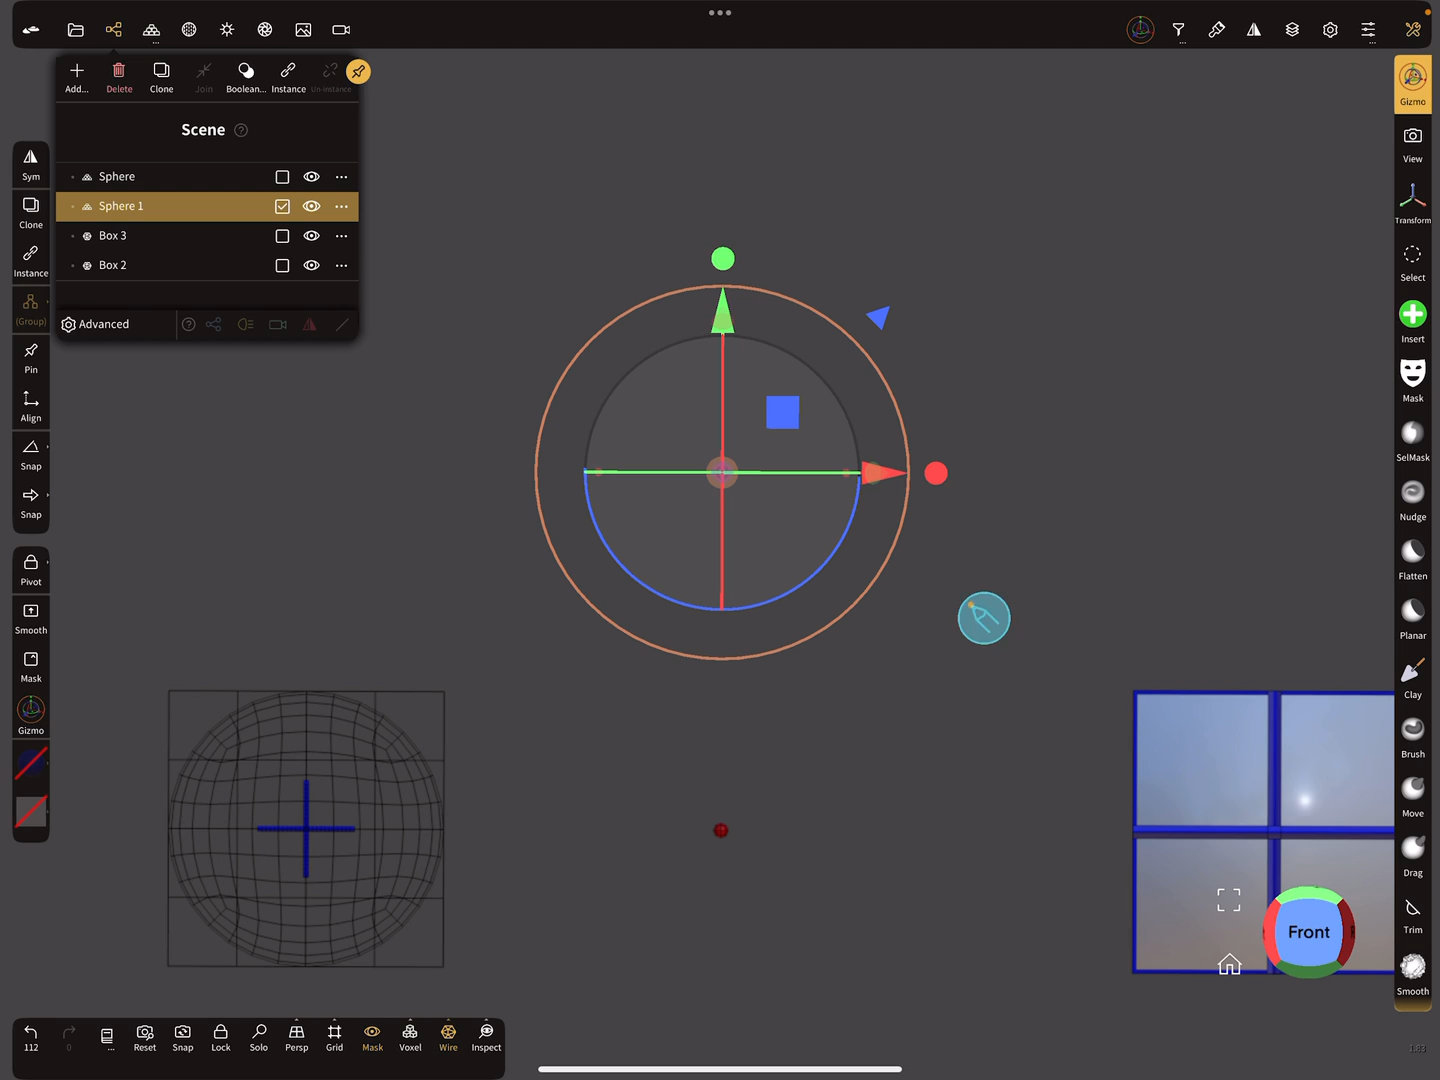 Add...
Delete
Clone
Join
Boolean...
Instance
Un-instance
Scene
Sphere
Sphere 1
Box 3
Box 2
Advanced
Sym
Clone
Instance
(Group)
Pin
Align
Snap
Snap
Pivot
Smooth
Mask
Gizmo
Gizmo
View
Transform
Select
Insert
Mask
SelMask
Nudge
Flatten
Planar
Clay
Brush
Move
Drag
Trim
Smooth
Front
112
0
...
Reset
Snap
Lock
Solo
Persp
Grid
Mask
Voxel
Wire
Inspect
1.83